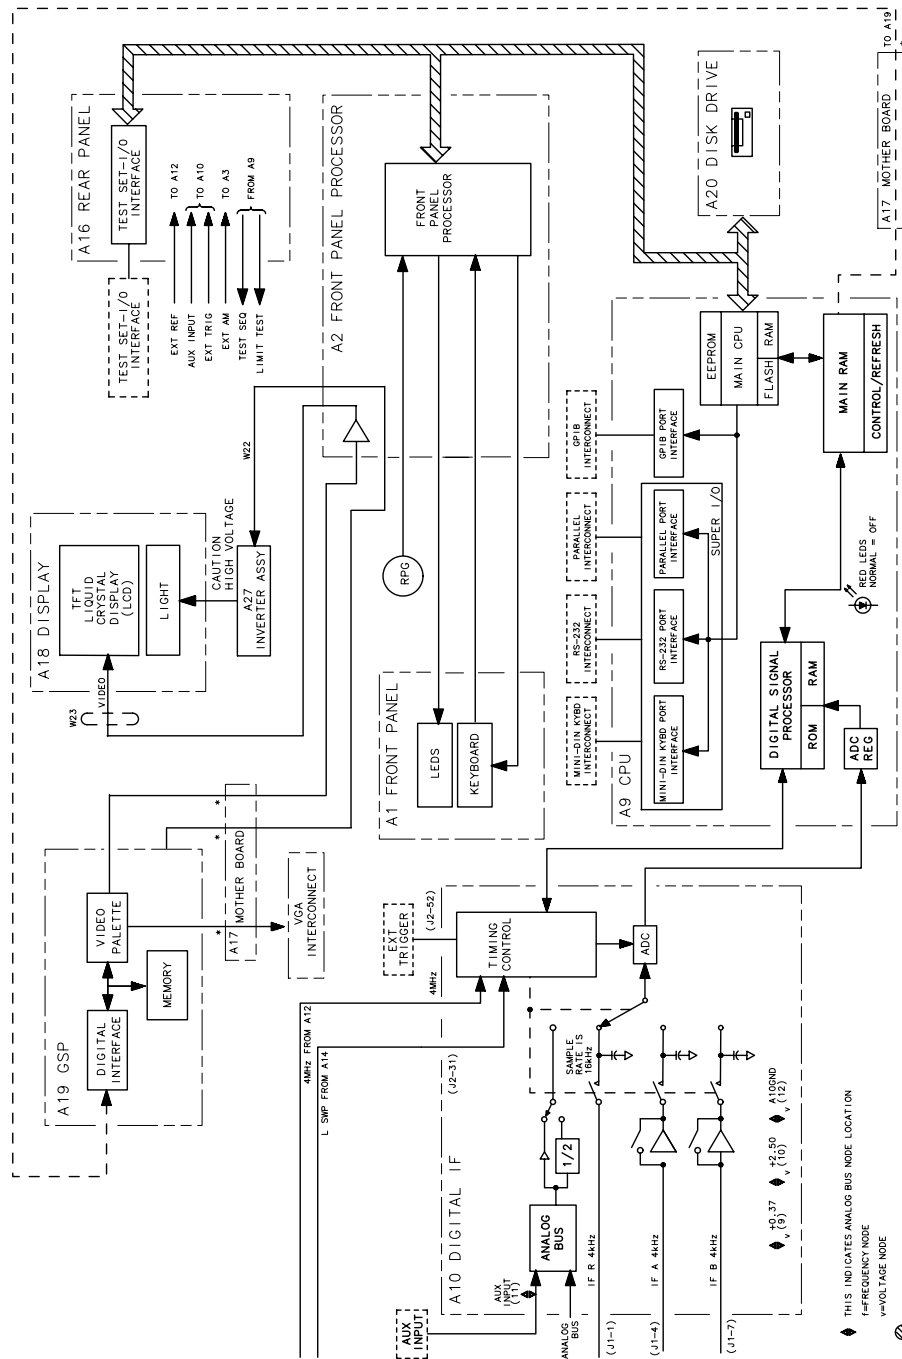 TO A19
A17 MOTHER BOARD
A20 DISK DRIVE
A16 REAR PANEL
TEST SET-I/O
INTERFACE
TEST SET-I/O
INTERFACE
TO A12
TO A10
TO A3
FROM A9
EXT REF
AUX INPUT
EXT TRIG
EXT AM
TEST SEQ
LIMIT TEST
A2 FRONT PANEL PROCESSOR
FRONT
PANEL
PROCESSOR
W22
A18 DISPLAY
TFT
LIQUID
CRYSTAL
DISPLAY
(LCD)
LIGHT
CAUTION
HIGH VOLTAGE
A27
INVERTER ASSY
VIDEO
W23
RPG
A1 FRONT PANEL
LEDS
KEYBOARD
A9 CPU
EEPROM
MAIN CPU
FLASH
RAM
MAIN RAM
CONTROL/REFRESH
GPIB
INTERCONNECT
GPIB PORT
INTERFACE
PARALLEL
INTERCONNECT
PARALLEL PORT
INTERFACE
SUPER I/O
RS-232
INTERCONNECT
RS-232 PORT
INTERFACE
MINI-DIN KYBD
INTERCONNECT
MINI-DIN KYBD PORT
INTERFACE
RED LEDS
NORMAL = OFF
DIGITAL SIGNAL
PROCESSOR
ROM
RAM
ADC
REG
A19 GSP
VIDEO
PALETTE
DIGITAL
INTERFACE
MEMORY
*
*
*
A17 MOTHER BOARD
VGA
INTERCONNECT
4MHz FROM A12
L SWP FROM A14
A10 DIGITAL IF
(J2-31)
(J2-52)
4MHz
EXT
TRIGGER
TIMING
CONTROL
ADC
SAMPLE
RATE IS
16kHz
1/2
ANALOG
BUS
AUX
INPUT
(11)
AUX
INPUT
ANALOG
BUS
IF R 4kHz
(J1-1)
IF A 4kHz
(J1-4)
IF B 4kHz
(J1-7)
+0.37
v (9)
+2.50
v (10)
A10GND
v (12)
THIS INDICATES ANALOG BUS NODE LOCATION
f=FREQUENCY NODE
v=VOLTAGE NODE